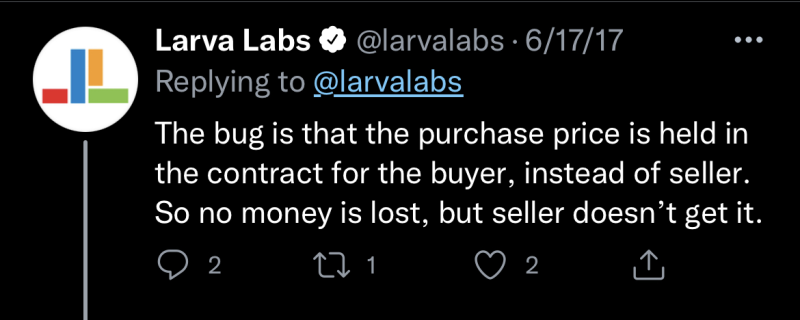 Larva Labs @larvalabs · 6/17/17
Replying to @larvalabs
The bug is that the purchase price is held in
the contract for the buyer, instead of seller.
So no money is lost, but seller doesn’t get it.
2 1 2